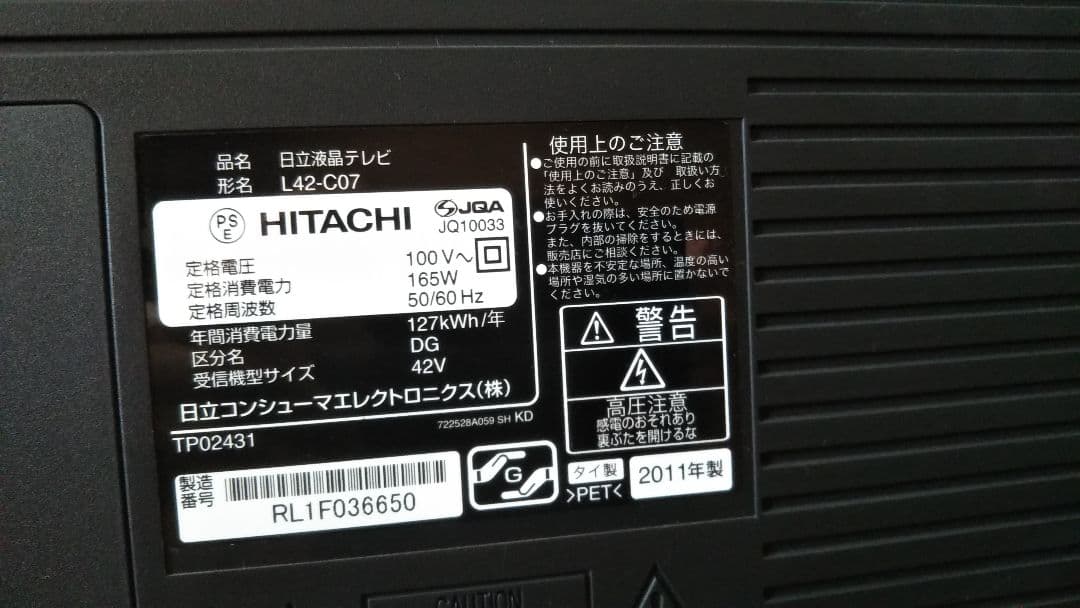 品名 日立液晶テレビ
形名 L42-C07
PS
E
HITACHI
JQA
JQ10033
定格電圧 100V～
定格消費電力 165W
定格周波数 50/60Hz
年間消費電力量 127kWh/年
区分名 DG
受信機型サイズ 42V
日立コンシューマエレクトロニクス(株)
TP02431
722528A059 SH KD
製造
番号
RL1F036650
使用上のご注意
●ご使用の前に取扱説明書に記載の
「使用上のご注意」及び 取扱い方
法をよくお読みのうえ、正しくお
使いください。
●お手入れの際は、安全のため電源
プラグを抜いてください。
また、内部の掃除をするときには、
販売店にご相談ください。
●本機器を不安定な場所、温度の高い
場所や湿気の多い場所に置かないで
ください。
警告
高圧注意
感電のおそれあり
裏ぶたを開けるな
G
タイ製
>PET<
2011年製
CAUTION